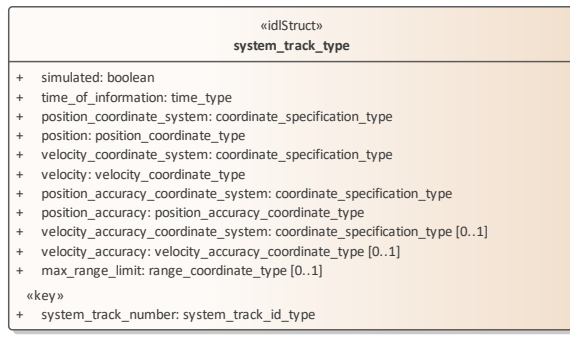 «idlStruct»
system_track_type
+ simulated: boolean
+ time_of_information: time_type
+ position_coordinate_system: coordinate_specification_type
+ position: position_coordinate_type
+ velocity_coordinate_system: coordinate_specification_type
+ velocity: velocity_coordinate_type
+ position_accuracy_coordinate_system: coordinate_specification_type
+ position_accuracy: position_accuracy_coordinate_type
+ velocity_accuracy_coordinate_system: coordinate_specification_type [0..1]
+ velocity_accuracy: velocity_accuracy_coordinate_type [0..1]
+ max_range_limit: range_coordinate_type [0..1]
«key»
+ system_track_number: system_track_id_type